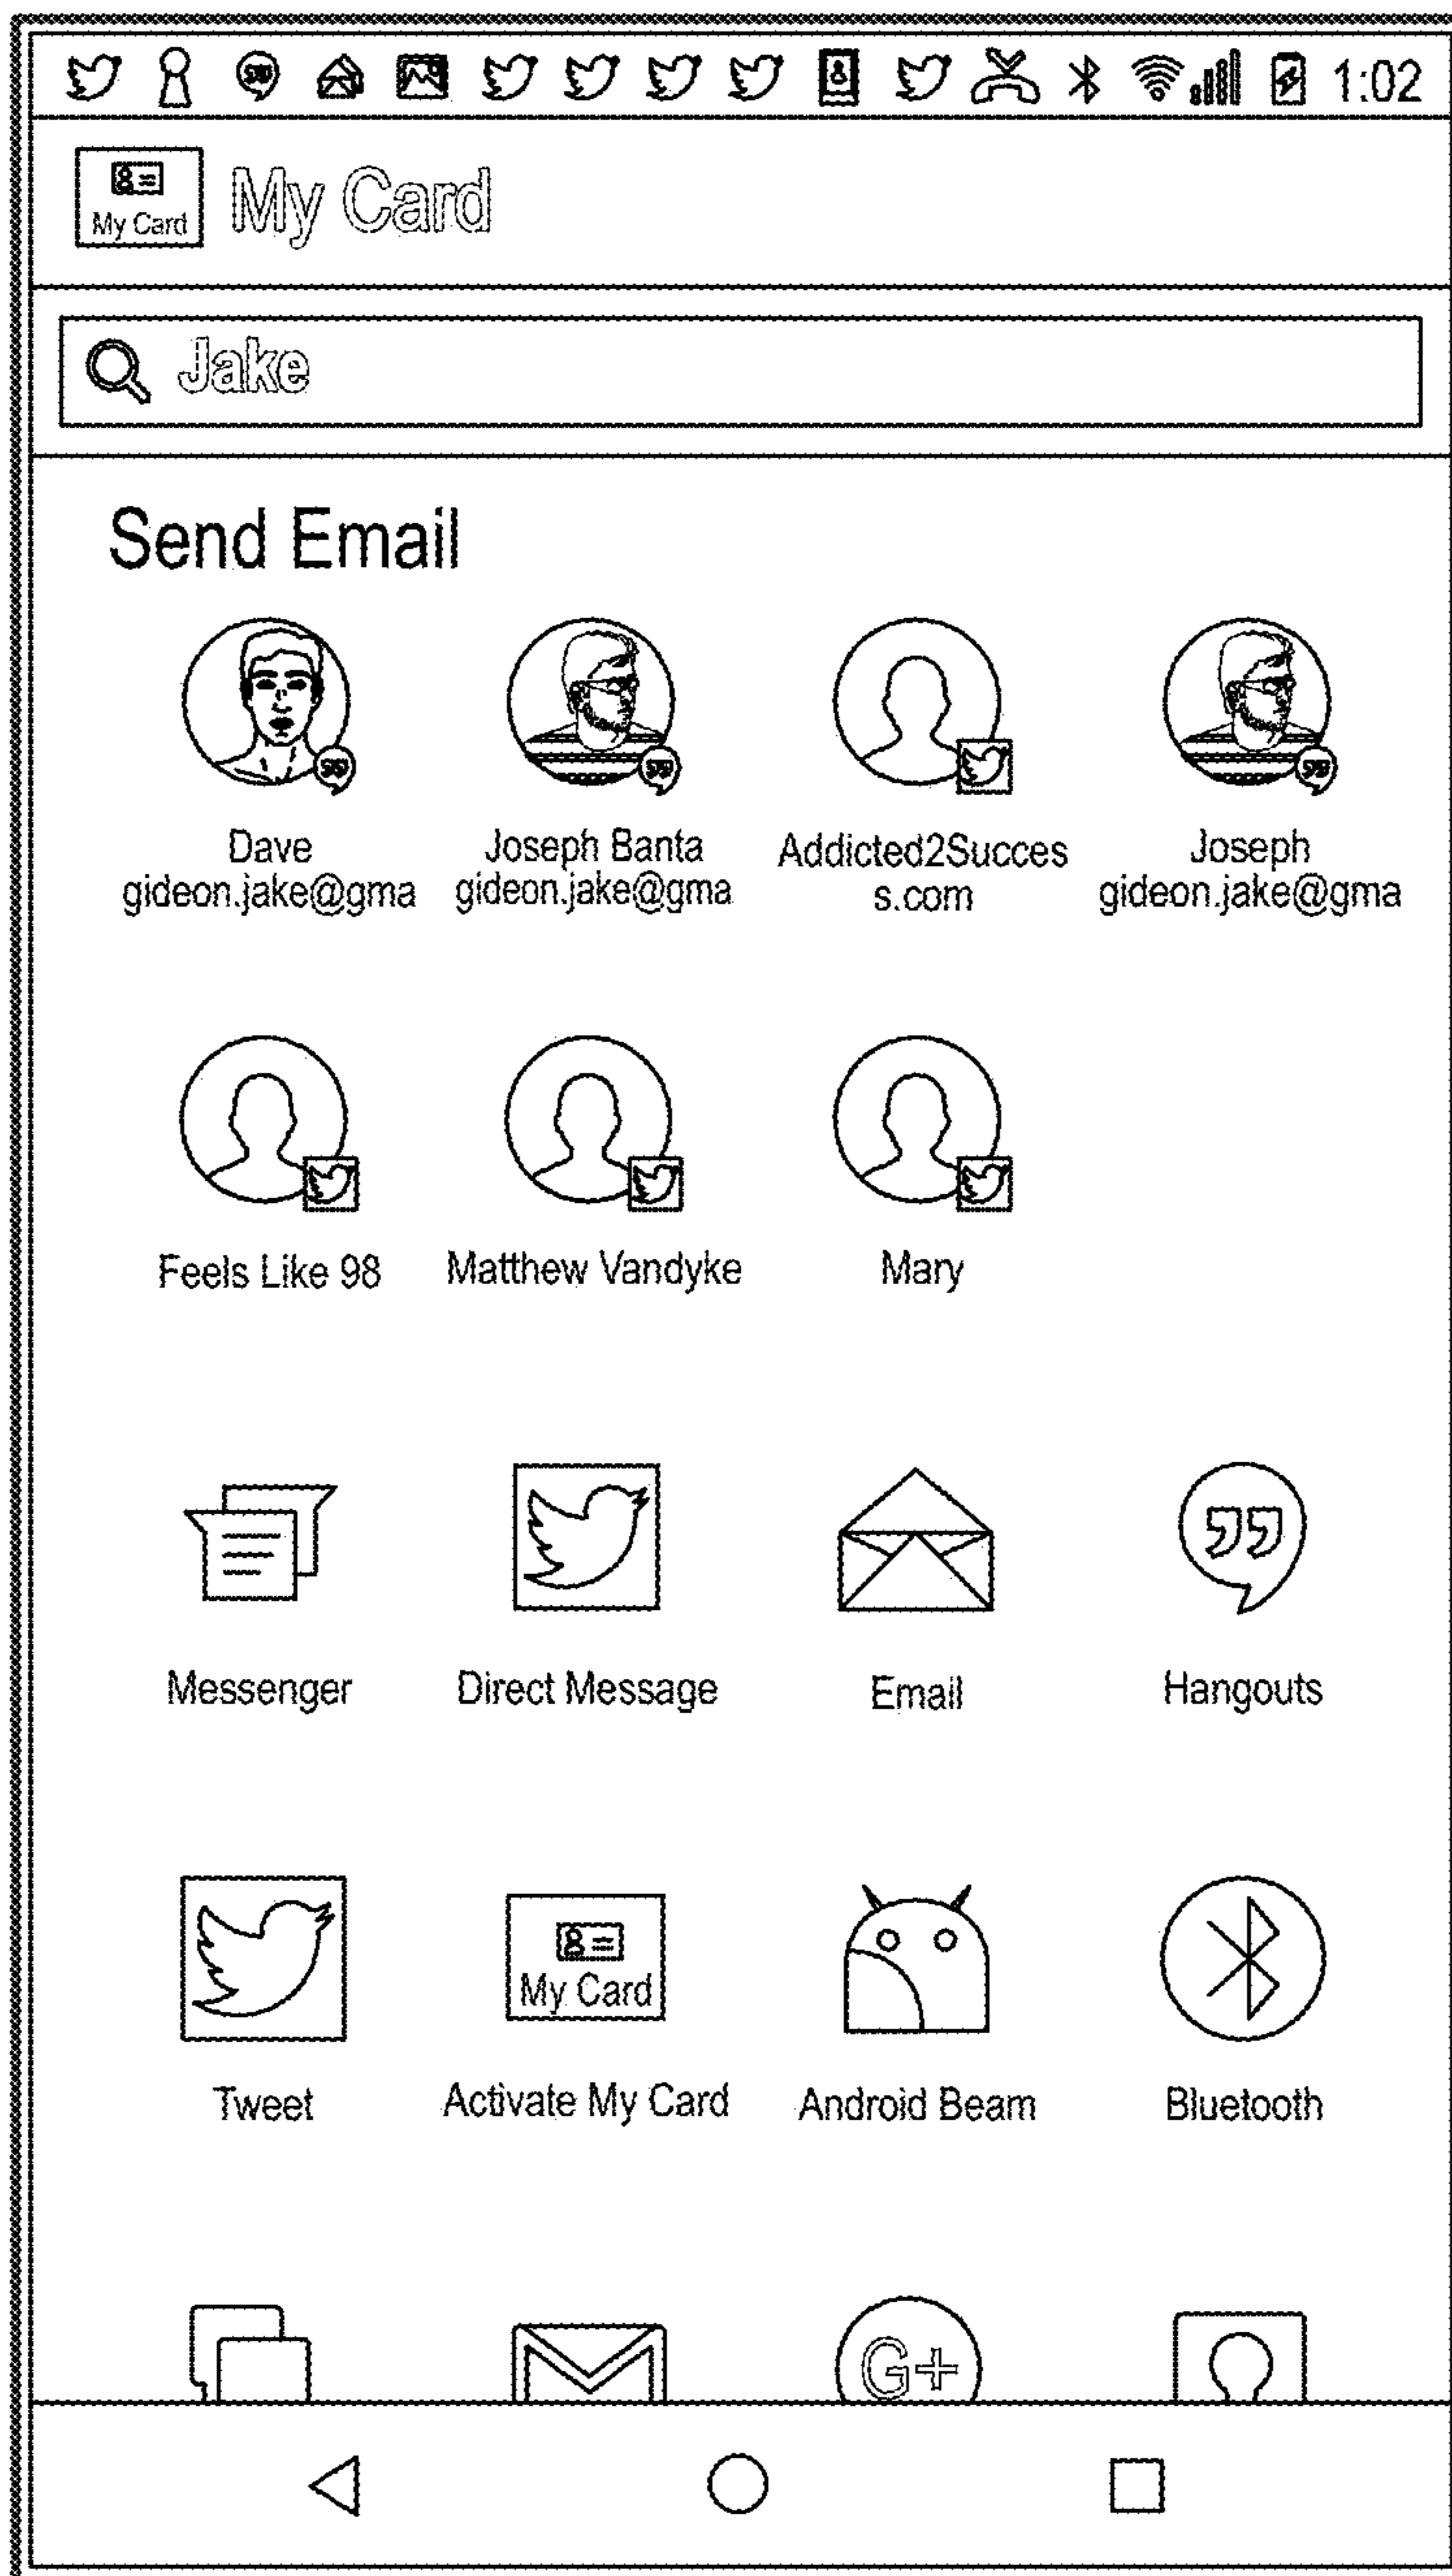 1:02
My Card
My Card
Jake
Send Email
Dave
gideon.jake@gma
Joseph Banta
gideon.jake@gma
Addicted2Succes
s.com
Joseph
gideon.jake@gma
Feels Like 98
Matthew Vandyke
Mary
Messenger
Direct Message
Email
Hangouts
Tweet
My Card
Activate My Card
Android Beam
Bluetooth
G+